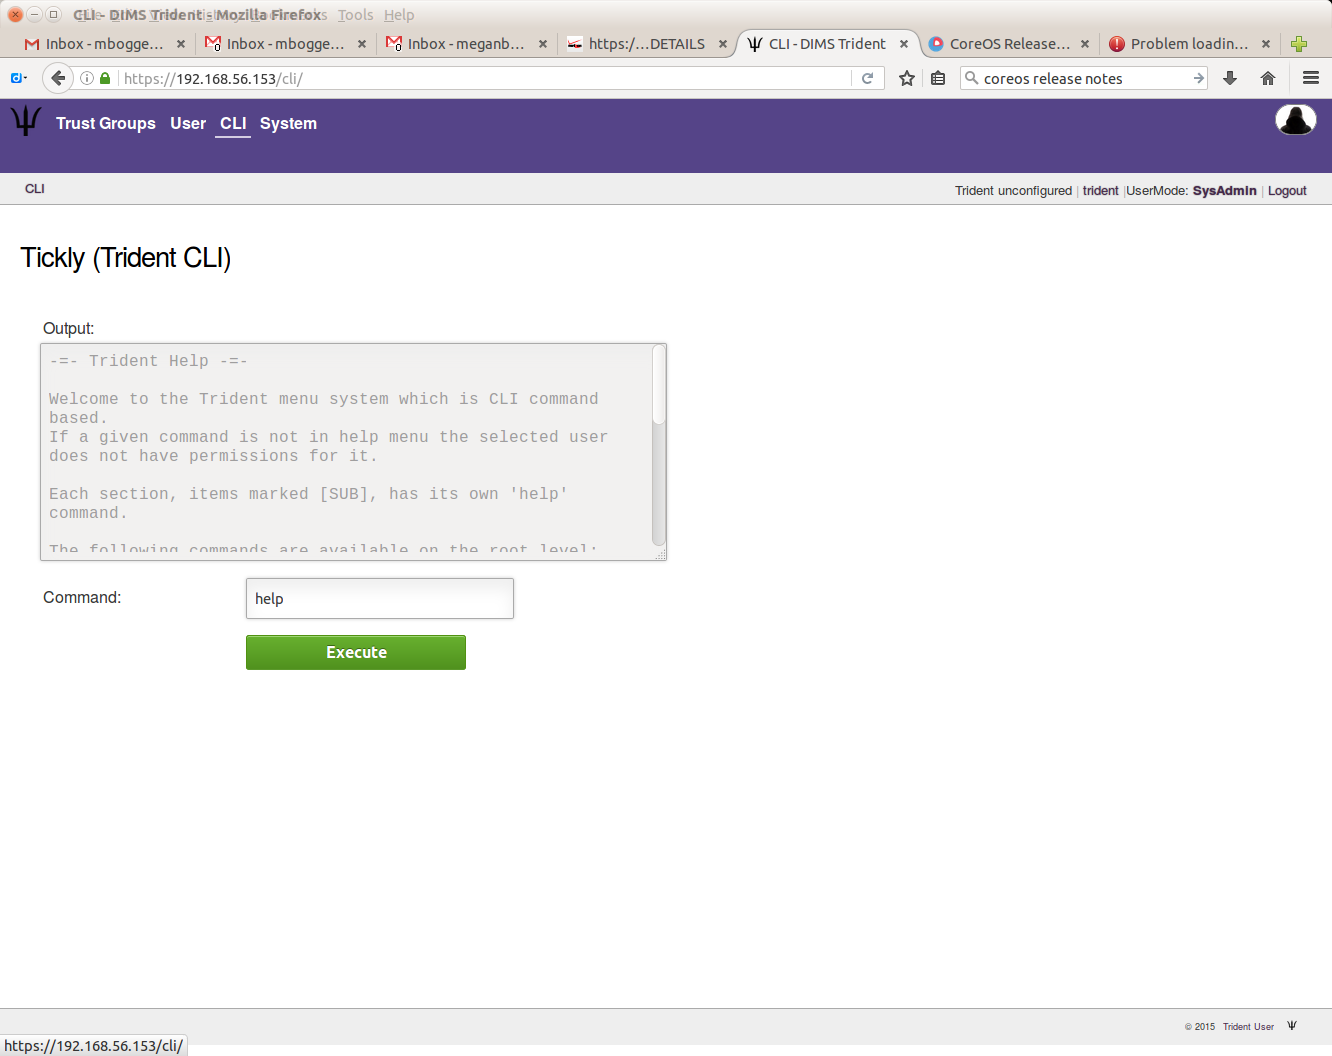 CLI - DIMS Trident - Mozilla Firefox Tools Help
Inbox - mbogge... Inbox - mbogge... Inbox - meganb... https:/...DETAILS CLI - DIMS Trident CoreOS Release... Problem loadin...
https://192.168.56.153/cli/ coreos release notes
Trust Groups User CLI System
CLI Trident unconfigured | trident |UserMode: SysAdmin | Logout
Tickly (Trident CLI)
Output:
-=- Trident Help -=-
Welcome to the Trident menu system which is CLI command
based.
If a given command is not in help menu the selected user
does not have permissions for it.
Each section, items marked [SUB], has its own 'help'
command.
The following commands are available on the root level:
Command: help
Execute
© 2015 Trident User
https://192.168.56.153/cli/